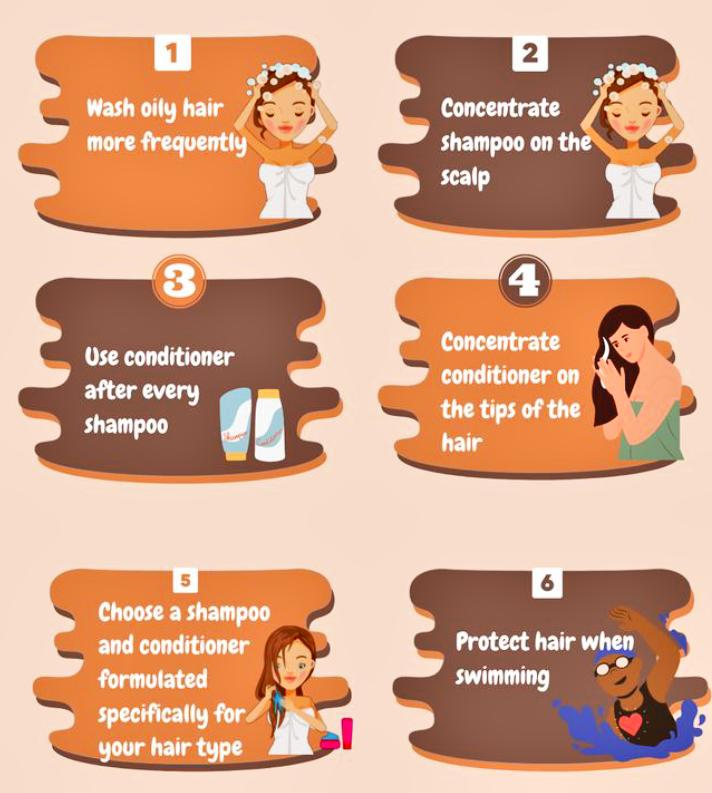 1
Wash oily hair
more frequently
2
Concentrate
shampoo on the
scalp
3
Use conditioner
after every
shampoo
Shampoo
Conditioner
4
Concentrate
conditioner on
the tips of the
hair
5
Choose a shampoo
and conditioner
formulated
specifically for
your hair type
6
Protect hair when
swimming